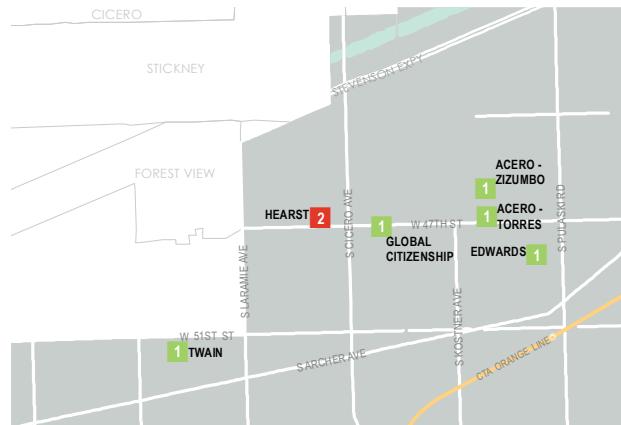 CICERO
STICKNEY
STEVENSON EXPY
FOREST VIEW
ACERO -
ZIZUMBO
1
HEARST 2
1
ACERO -
TORRES
1
W 47TH ST
GLOBAL
CITIZENSHIP
EDWARDS 1
S CICERO AVE
S PULASKI RD
S LARAMIE AVE
S KOSTNER AVE
W 51ST ST
1 TWAIN
S ARCHER AVE
CTA ORANGE LINE